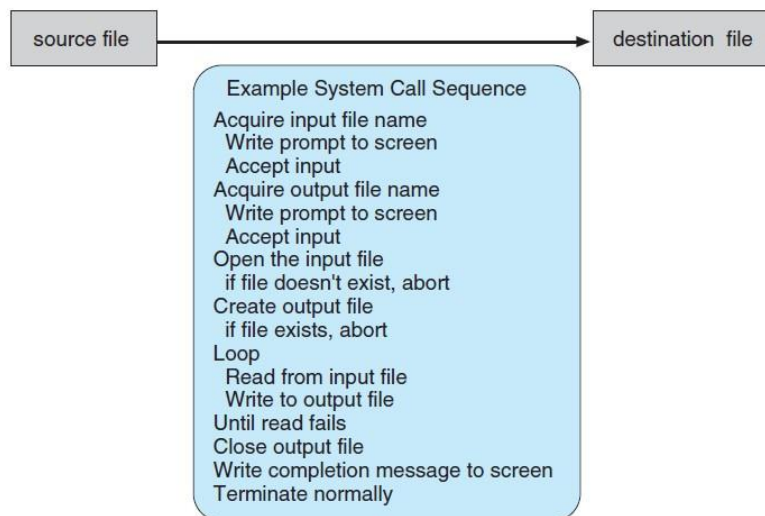 source file
destination file
Example System Call Sequence
Acquire input file name
Write prompt to screen
Accept input
Acquire output file name
Write prompt to screen
Accept input
Open the input file
if file doesn't exist, abort
Create output file
if file exists, abort
Loop
Read from input file
Write to output file
Until read fails
Close output file
Write completion message to screen
Terminate normally